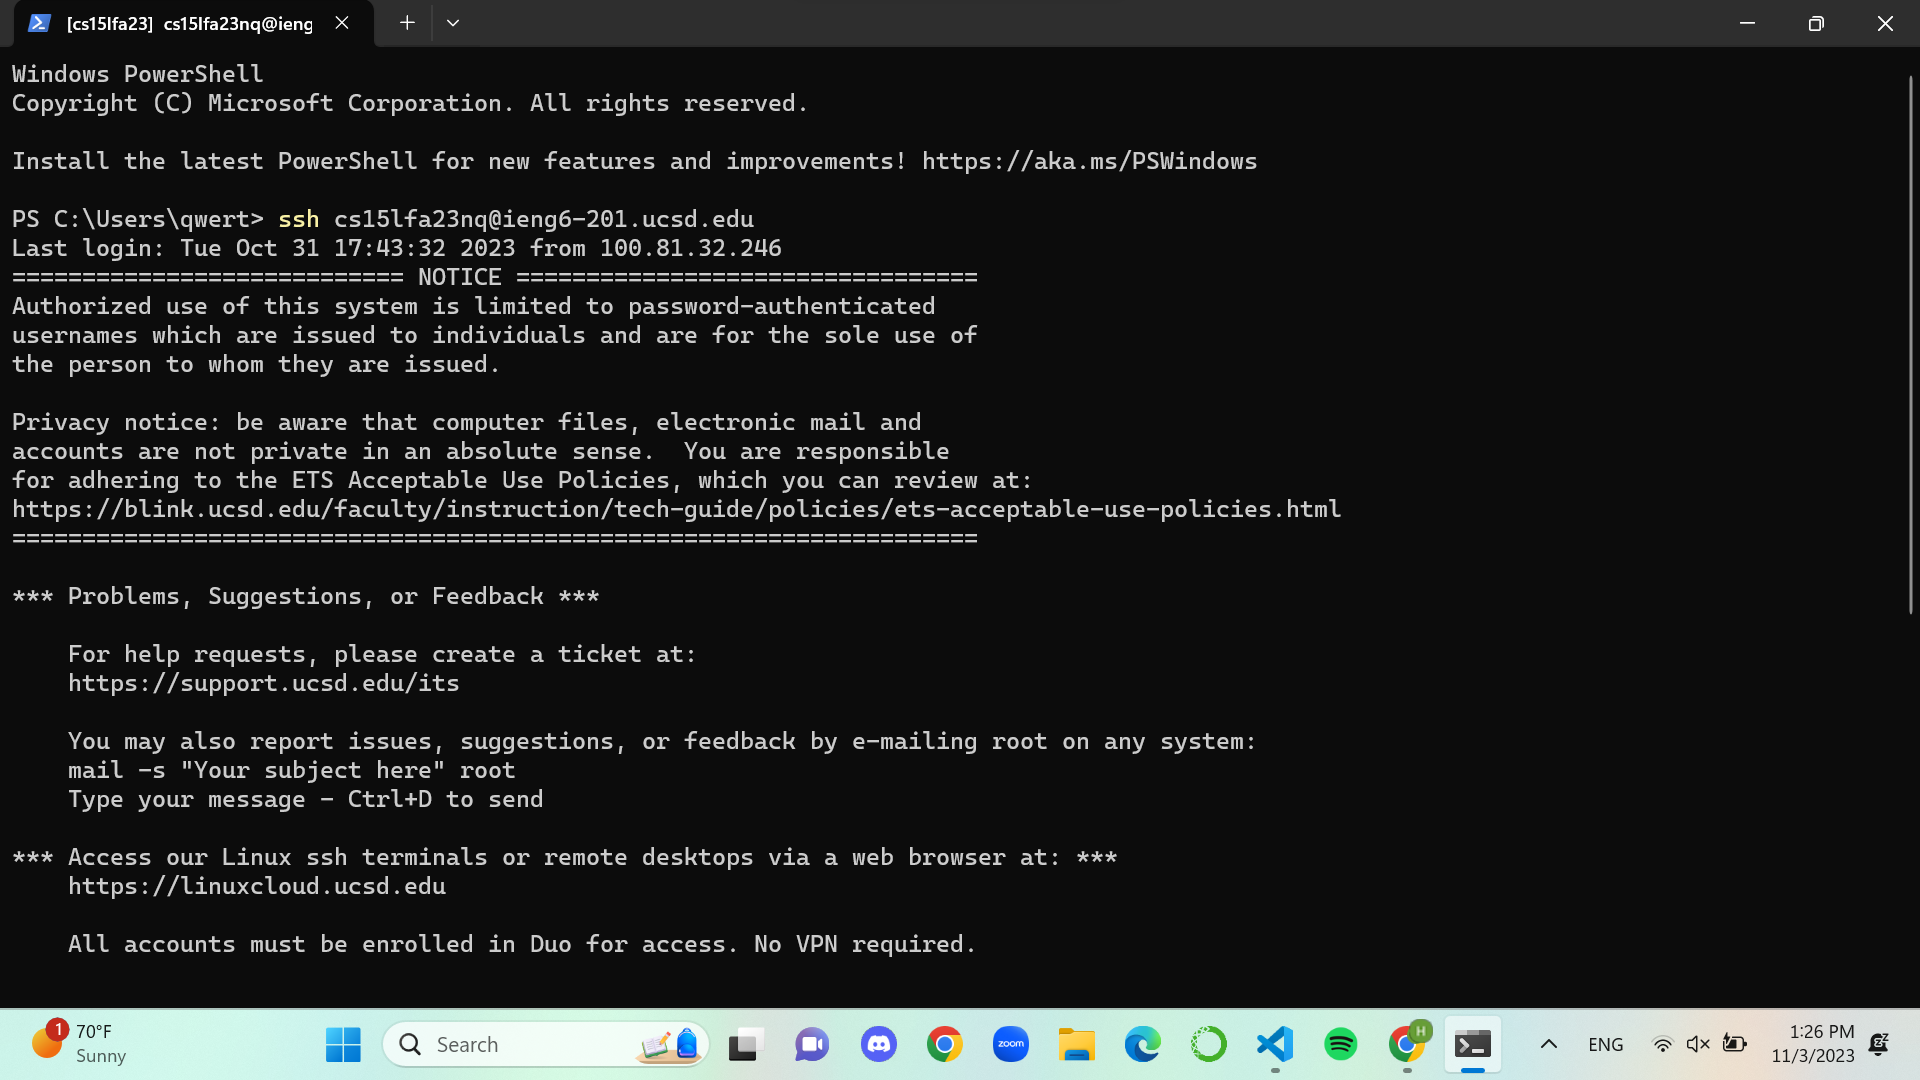 [cs15lfa23] cs15lfa23nq@ieng
Windows PowerShell
Copyright (C) Microsoft Corporation. All rights reserved.
Install the latest PowerShell for new features and improvements! https://aka.ms/PSWindows
PS C:\Users\qwert> ssh cs15lfa23nq@ieng6-201.ucsd.edu
Last login: Tue Oct 31 17:43:32 2023 from 100.81.32.246
============================ NOTICE =================================
Authorized use of this system is limited to password-authenticated
usernames which are issued to individuals and are for the sole use of
the person to whom they are issued.
Privacy notice: be aware that computer files, electronic mail and
accounts are not private in an absolute sense.  You are responsible
for adhering to the ETS Acceptable Use Policies, which you can review at:
https://blink.ucsd.edu/faculty/instruction/tech-guide/policies/ets-acceptable-use-policies.html
=====================================================================
*** Problems, Suggestions, or Feedback ***
For help requests, please create a ticket at:
https://support.ucsd.edu/its
You may also report issues, suggestions, or feedback by e-mailing root on any system:
mail -s "Your subject here" root
Type your message - Ctrl+D to send
*** Access our Linux ssh terminals or remote desktops via a web browser at: ***
https://linuxcloud.ucsd.edu
All accounts must be enrolled in Duo for access. No VPN required.
1
70°F
Sunny
Search
zoom
H
ENG
1:26 PM
11/3/2023